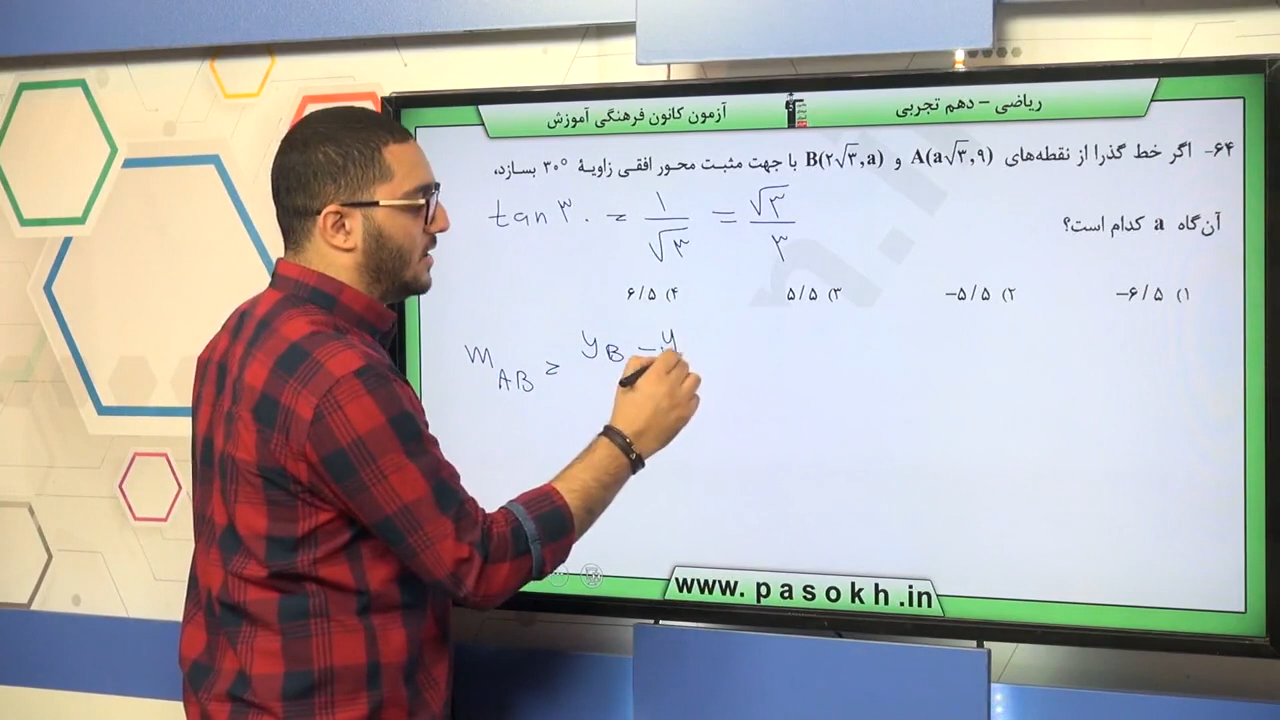 ریاضی - دهم تجربی
آزمون کانون فرهنگی آموزش
۶۴- اگر خط گذرا از نقطه‌های A(a√۳,۹) و B(۲√۳,a) با جهت مثبت محور افقی زاویهٔ ۳۰° بسازد،
آن‌گاه a کدام است؟
tan ۳۰ = ۱/√۳ = √۳/۳
۱) -۶/۵ ۲) -۵/۵ ۳) ۵/۵ ۴) ۶/۵
m AB = y B - y
www.pasokh.in